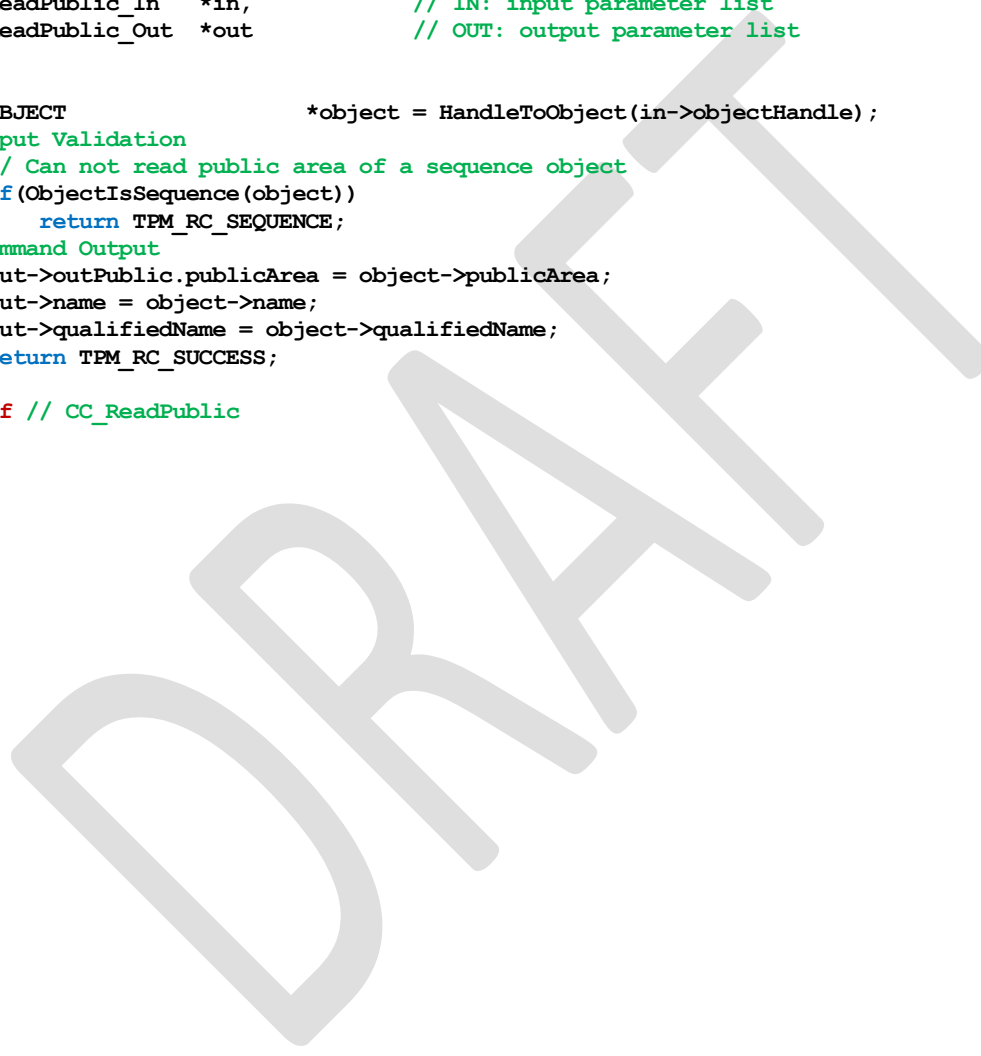 eadPublic_In   *in,            // IN: input parameter list
eadPublic_Out  *out            // OUT: output parameter list
BJECT                 *object = HandleToObject(in->objectHandle);
put Validation
/ Can not read public area of a sequence object
f(ObjectIsSequence(object))
return TPM_RC_SEQUENCE;
mmand Output
ut->outPublic.publicArea = object->publicArea;
ut->name = object->name;
ut->qualifiedName = object->qualifiedName;
eturn TPM_RC_SUCCESS;
f // CC_ReadPublic
DRAFT